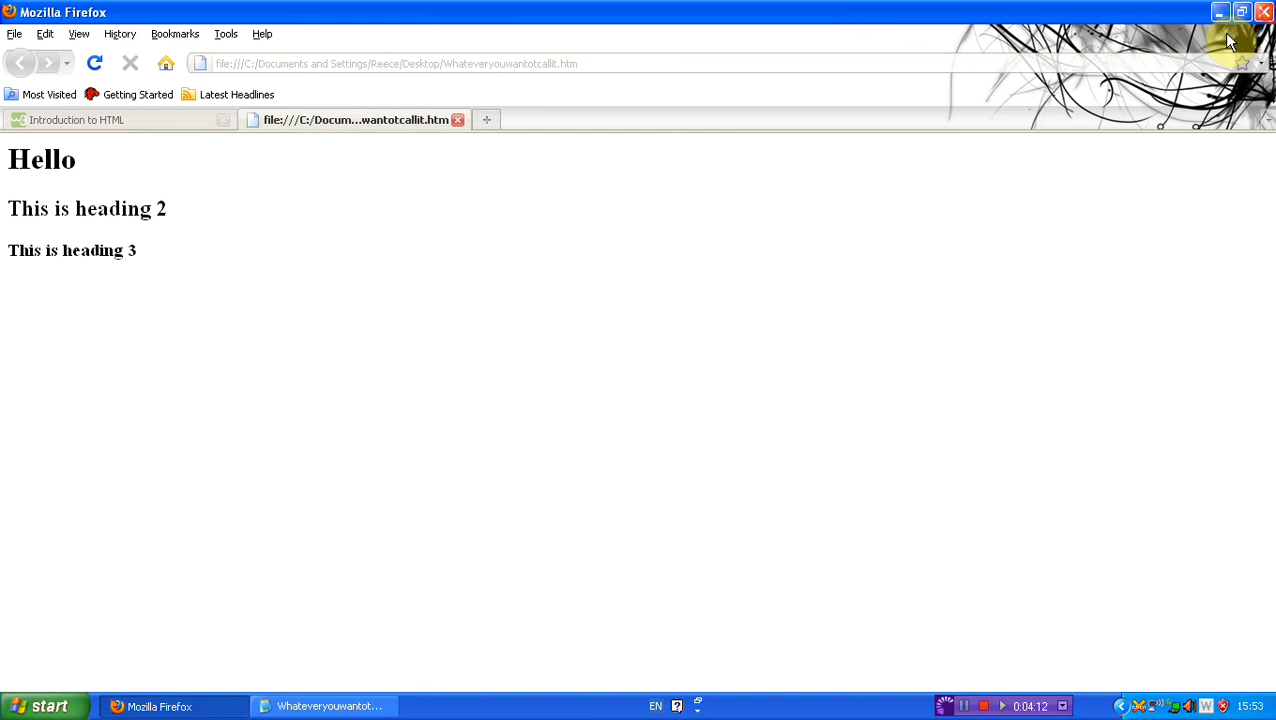 Mozilla Firefox
File Edit View History Bookmarks Tools Help
file:///C:/Documents and Settings/Reece/Desktop/Whateveryouwantotcallit.htm
Most Visited Getting Started Latest Headlines
Introduction to HTML file:///C:/Docum...wantotcallit.htm
Hello
This is heading 2
This is heading 3
start Mozilla Firefox Whateveryouwantot... EN 0:04:12 W 15:53